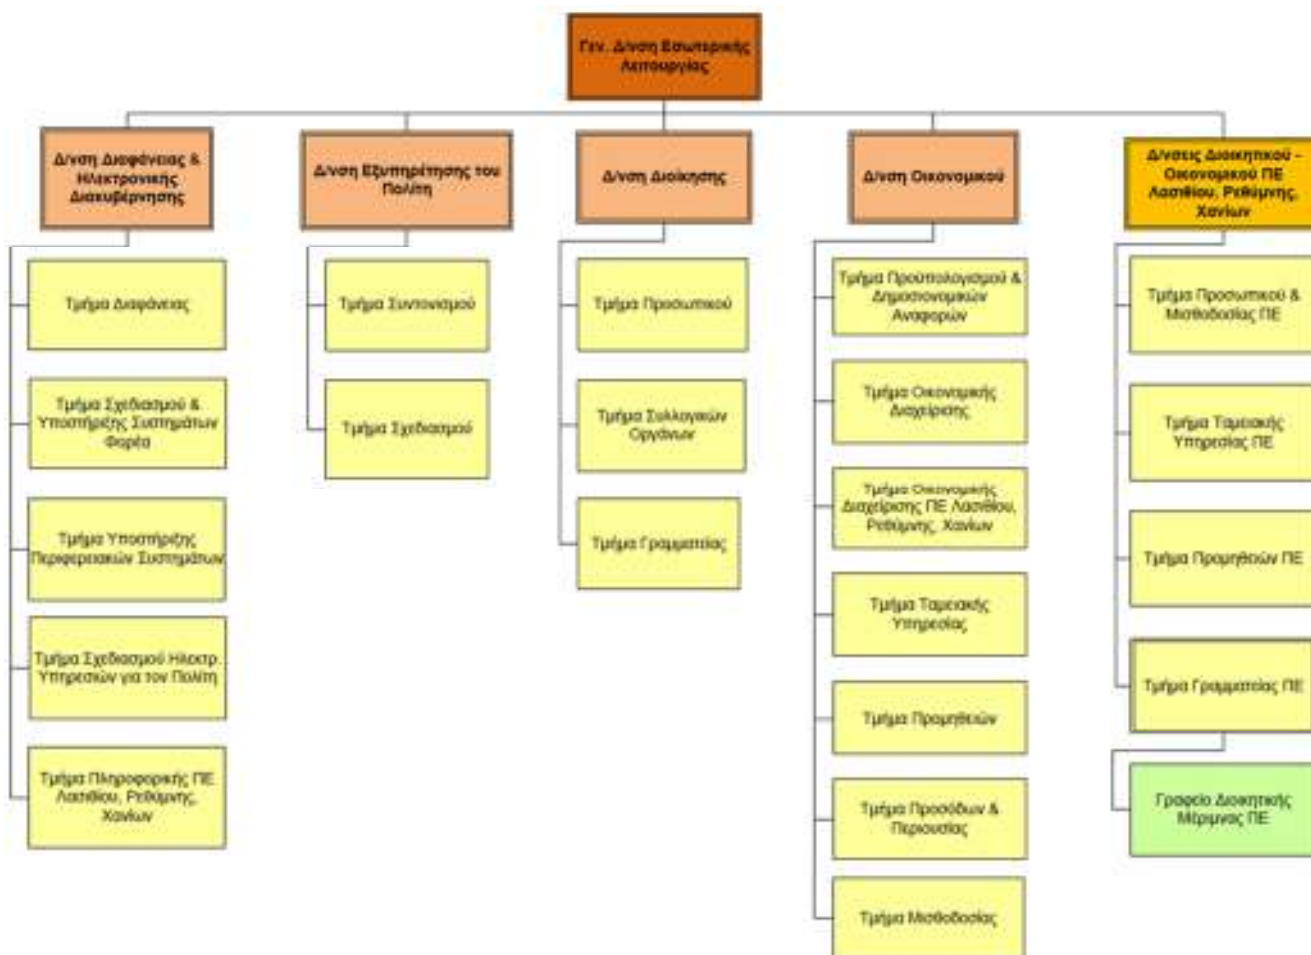 Γεν. Δ/νση Εσωτερικής
Λειτουργίας
Δ/νση Διαφάνειας &
Ηλεκτρονικής
Διακυβέρνησης
Δ/νση Εξυπηρέτησης του
Πολίτη
Δ/νση Διοίκησης
Δ/νση Οικονομικού
Δ/νσεις Διοικητικού -
Οικονομικού ΠΕ
Λασιθίου, Ρεθύμνης,
Χανίων
Τμήμα Διαφάνειας
Τμήμα Σχεδιασμού &
Υποστήριξης Συστημάτων
Φορέα
Τμήμα Υποστήριξης
Περιφερειακών Συστημάτων
Τμήμα Σχεδιασμού Ηλεκτρ.
Υπηρεσιών για τον Πολίτη
Τμήμα Πληροφορικής ΠΕ
Λασιθίου, Ρεθύμνης,
Χανίων
Τμήμα Συντονισμού
Τμήμα Σχεδιασμού
Τμήμα Προσωπικού
Τμήμα Συλλογικών
Οργάνων
Τμήμα Γραμματείας
Τμήμα Προϋπολογισμού &
Δημοσιονομικών
Αναφορών
Τμήμα Οικονομικής
Διαχείρισης
Τμήμα Οικονομικής
Διαχείρισης ΠΕ Λασιθίου,
Ρεθύμνης, Χανίων
Τμήμα Ταμειακής
Υπηρεσίας
Τμήμα Προμηθειών
Τμήμα Προσόδων &
Περιουσίας
Τμήμα Μισθοδοσίας
Τμήμα Προσωπικού &
Μισθοδοσίας ΠΕ
Τμήμα Ταμειακής
Υπηρεσίας ΠΕ
Τμήμα Προμηθειών ΠΕ
Τμήμα Γραμματείας ΠΕ
Γραφείο Διοικητικής
Μέριμνας ΠΕ